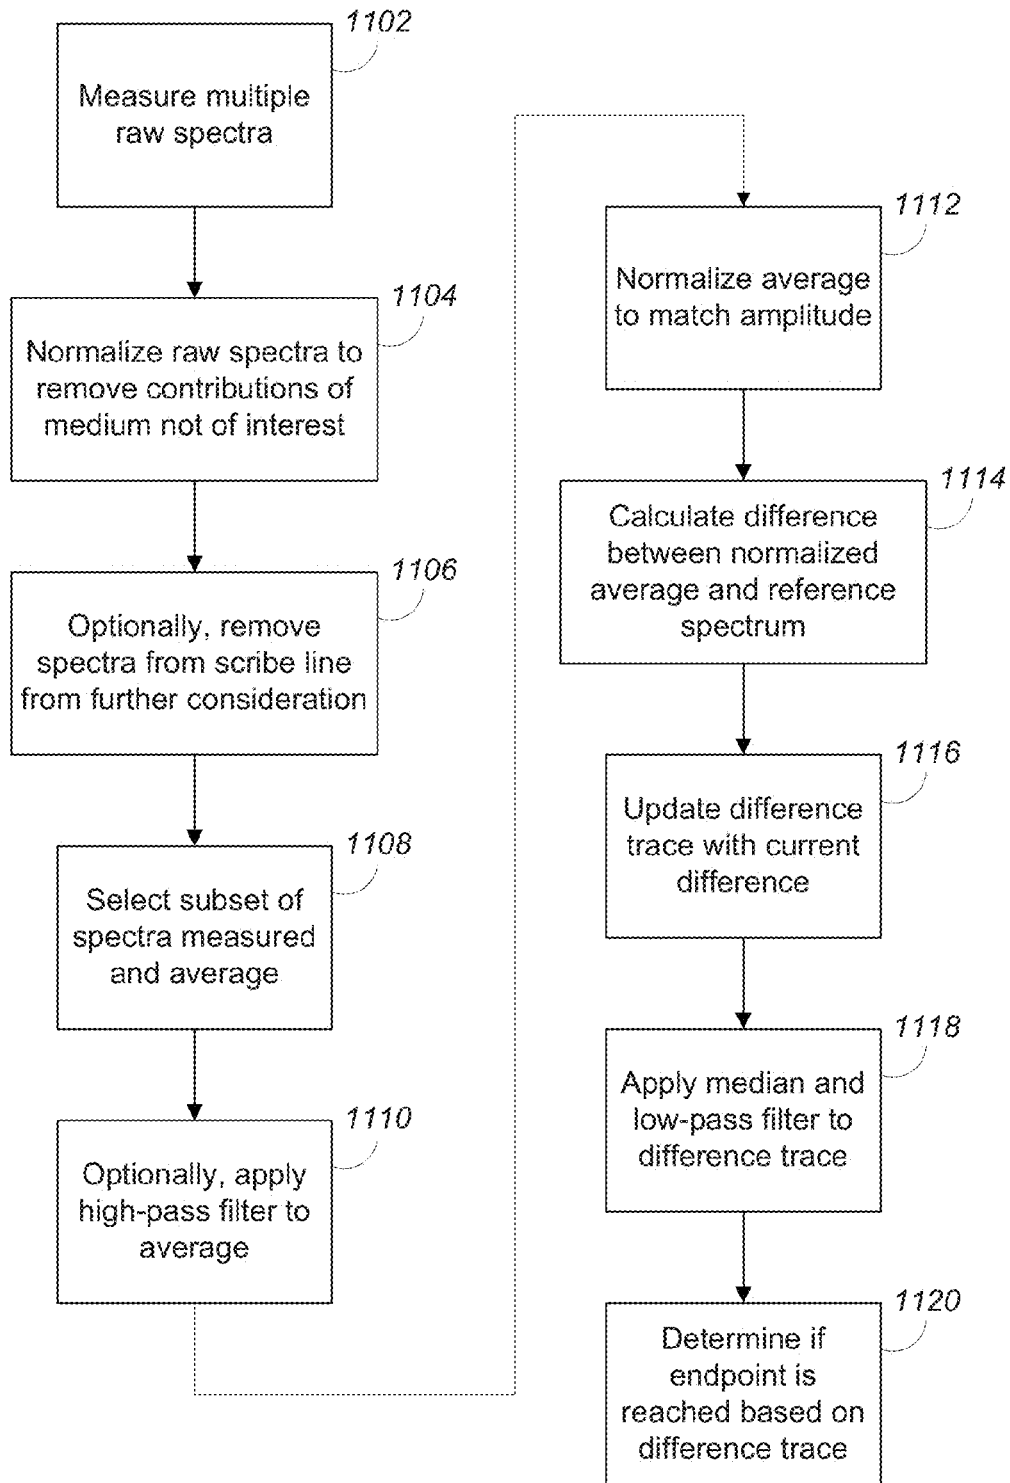 1102
Measure multiple
raw spectra
1104
Normalize raw spectra to
remove contributions of
medium not of interest
1106
Optionally, remove
spectra from scribe line
from further consideration
1108
Select subset of
spectra measured
and average
1110
Optionally, apply
high-pass filter to
average
1112
Normalize average
to match amplitude
1114
Calculate difference
between normalized
average and reference
spectrum
1116
Update difference
trace with current
difference
1118
Apply median and
low-pass filter to
difference trace
1120
Determine if
endpoint is
reached based on
difference trace